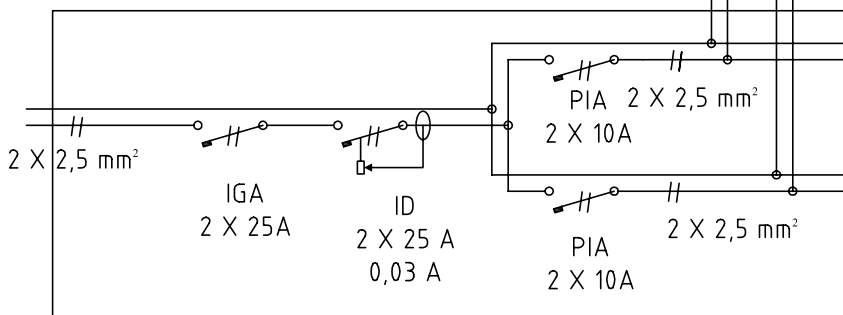 2 X 2,5 mm²
IGA
2 X 25A
ID
2 X 25 A
0,03 A
PIA
2 X 10A
2 X 2,5 mm²
PIA
2 X 10A
2 X 2,5 mm²